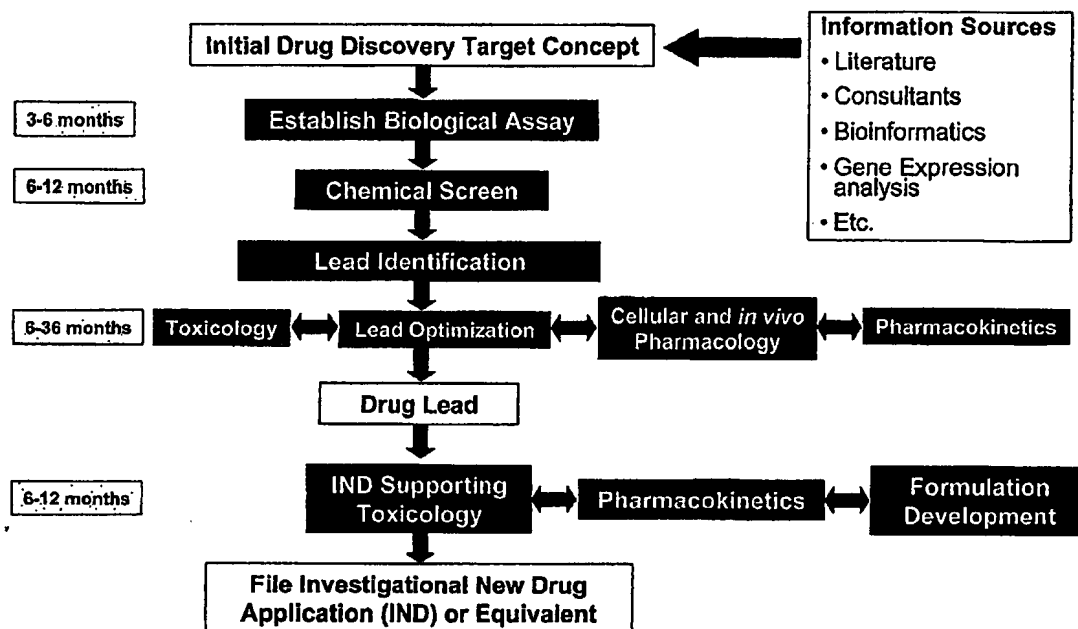 Initial Drug Discovery Target Concept
Information Sources
• Literature
• Consultants
• Bioinformatics
• Gene Expression
analysis
• Etc.
3-6 months
Establish Biological Assay
6-12 months
Chemical Screen
Lead Identification
6-36 months
Toxicology
Lead Optimization
Cellular and in vivo
Pharmacology
Pharmacokinetics
Drug Lead
6-12 months
IND Supporting
Toxicology
Pharmacokinetics
Formulation
Development
File Investigational New Drug
Application (IND) or Equivalent